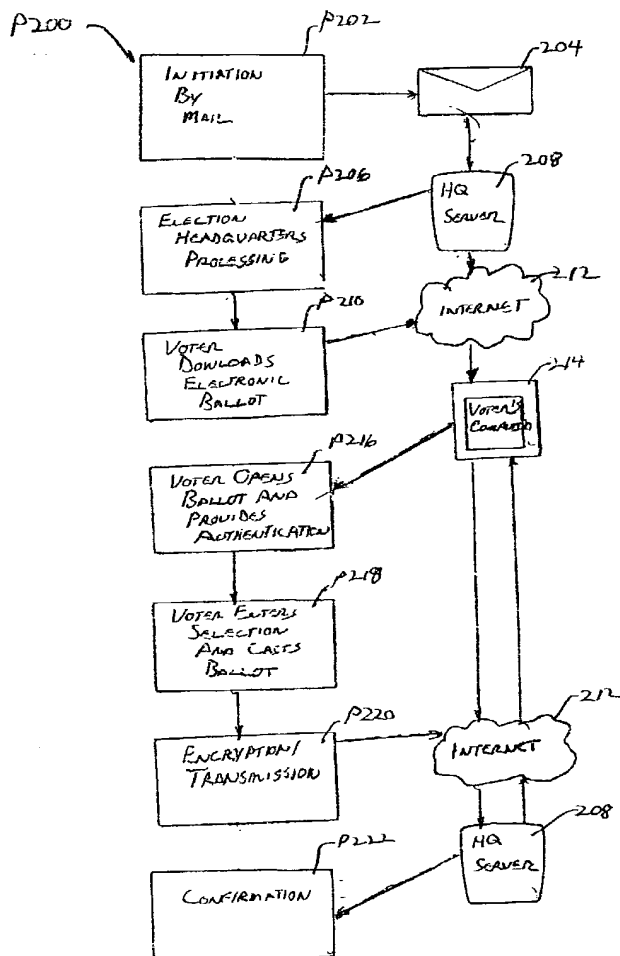 P200
P202
INITIATION
BY
MAIL
204
208
HQ
SERVER
P206
ELECTION
HEADQUARTERS
PROCESSING
212
INTERNET
P210
VOTER
DOWLOADS
ELECTRONIC
BALLOT
214
VOTER'S
COMPUTER
P216
VOTER OPENS
BALLOT AND
PROVIDES
AUTHENTICATION
P218
VOTER ENTERS
SELECTION
AND CASTS
BALLOT
212
INTERNET
P220
ENCRYPTION/
TRANSMISSION
208
HQ
SERVER
P222
CONFIRMATION